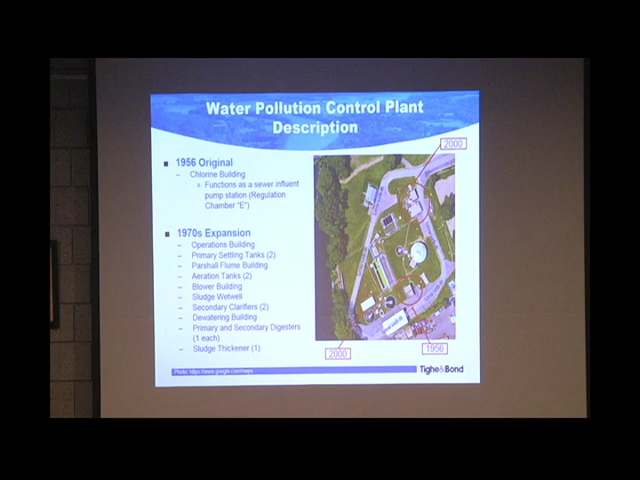 Water Pollution Control Plant
Description
2000
1956 Original
– Chlorine Building
» Functions as a sewer influent
pump station (Regulation
Chamber "E")
1970s Expansion
– Operations Building
– Primary Settling Tanks (2)
– Parshall Flume Building
– Aeration Tanks (2)
– Blower Building
– Sludge Wetwell
– Secondary Clarifiers (2)
– Dewatering Building
– Primary and Secondary Digesters
(1 each)
– Sludge Thickener (1)
2000
1956
Photo: https://www.google.com/maps
Tighe&Bond